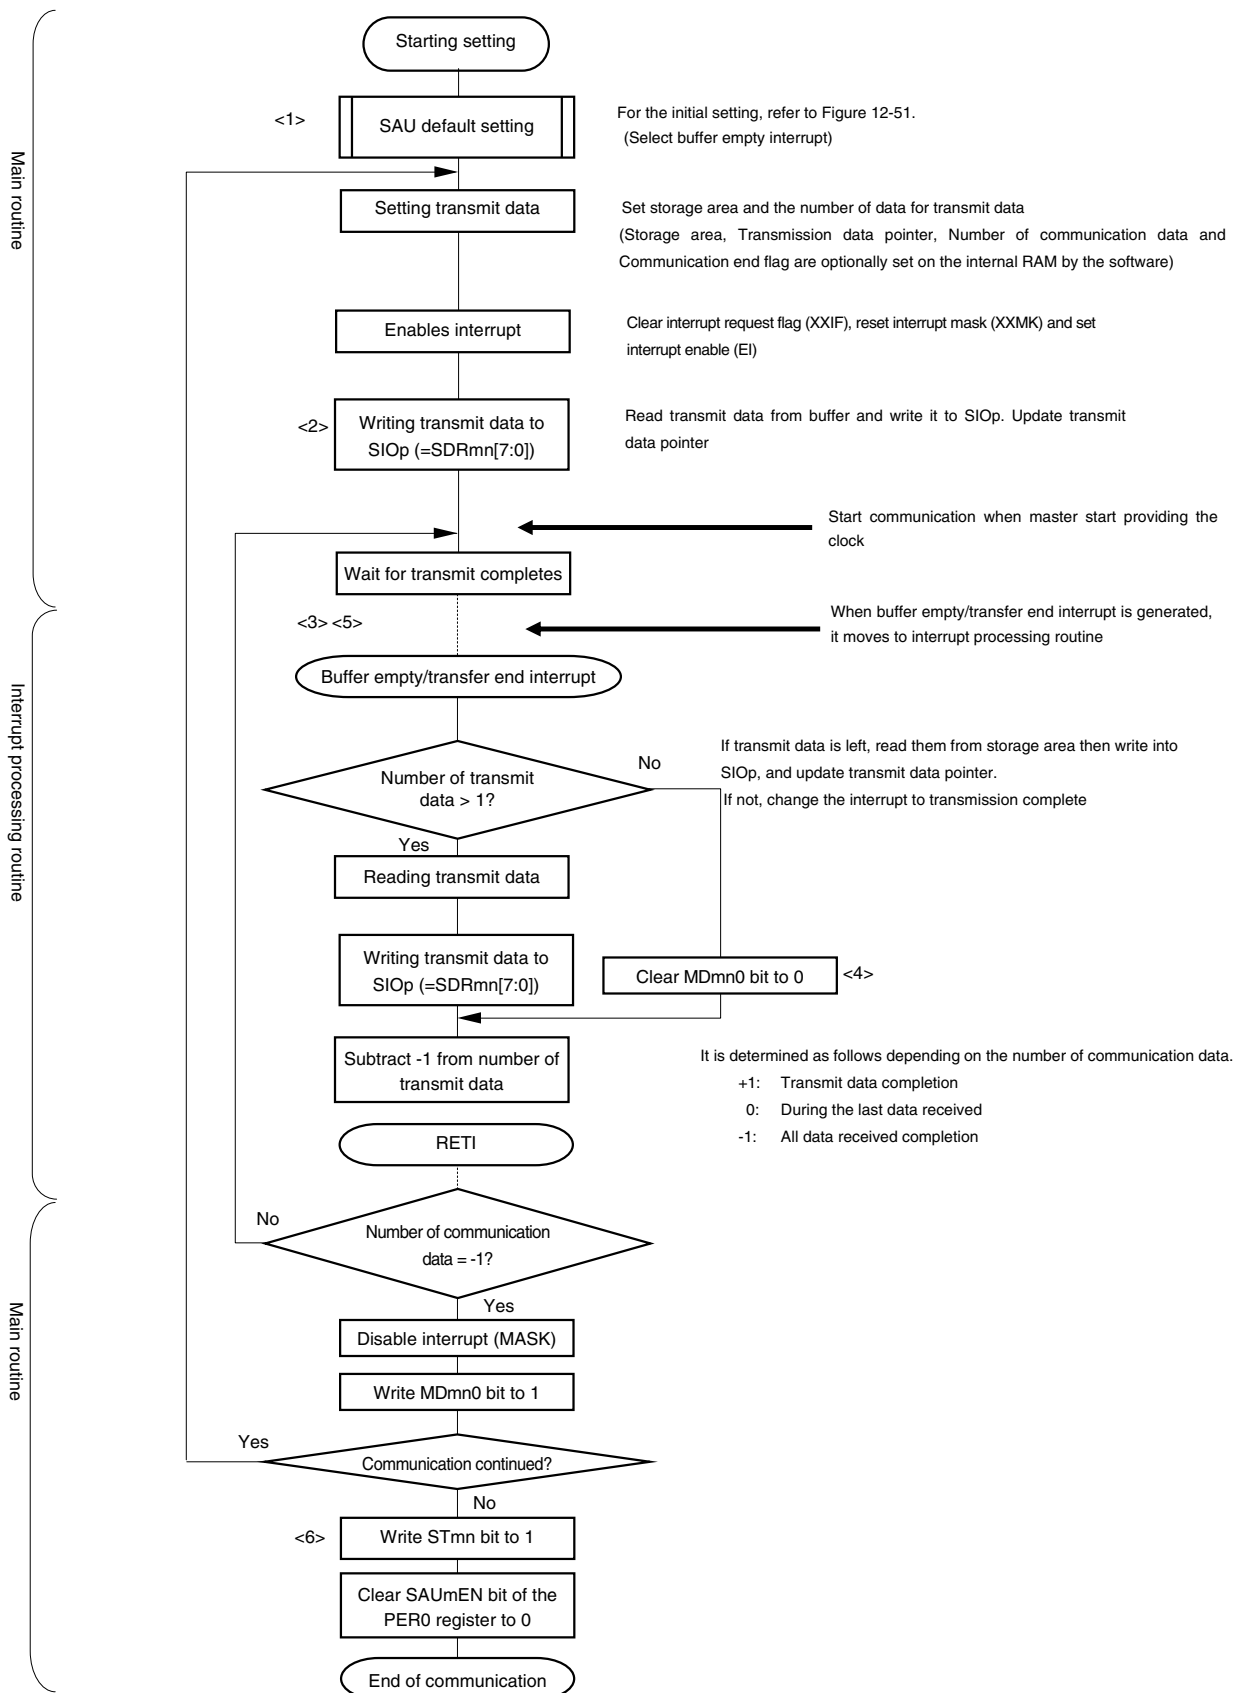 Starting setting
<1>
SAU default setting
For the initial setting, refer to Figure 12-51.
(Select buffer empty interrupt)
Main routine
Setting transmit data
Set storage area and the number of data for transmit data
(Storage area, Transmission data pointer, Number of communication data and
Communication end flag are optionally set on the internal RAM by the software)
Enables interrupt
Clear interrupt request flag (XXIF), reset interrupt mask (XXMK) and set
interrupt enable (EI)
<2>
Writing transmit data to
SIOp (=SDRmn[7:0])
Read transmit data from buffer and write it to SIOp. Update transmit
data pointer
Start communication when master start providing the
clock
Wait for transmit completes
<3> <5>
When buffer empty/transfer end interrupt is generated,
it moves to interrupt processing routine
Buffer empty/transfer end interrupt
Interrupt processing routine
Number of transmit
data > 1?
No
If transmit data is left, read them from storage area then write into
SIOp, and update transmit data pointer.
If not, change the interrupt to transmission complete
Yes
Reading transmit data
Writing transmit data to
SIOp (=SDRmn[7:0])
Clear MDmn0 bit to 0
<4>
Subtract -1 from number of
transmit data
It is determined as follows depending on the number of communication data.
+1: Transmit data completion
0: During the last data received
-1: All data received completion
RETI
No
Number of communication
data = -1?
Yes
Main routine
Disable interrupt (MASK)
Write MDmn0 bit to 1
Yes
Communication continued?
No
<6>
Write STmn bit to 1
Clear SAUmEN bit of the
PER0 register to 0
End of communication